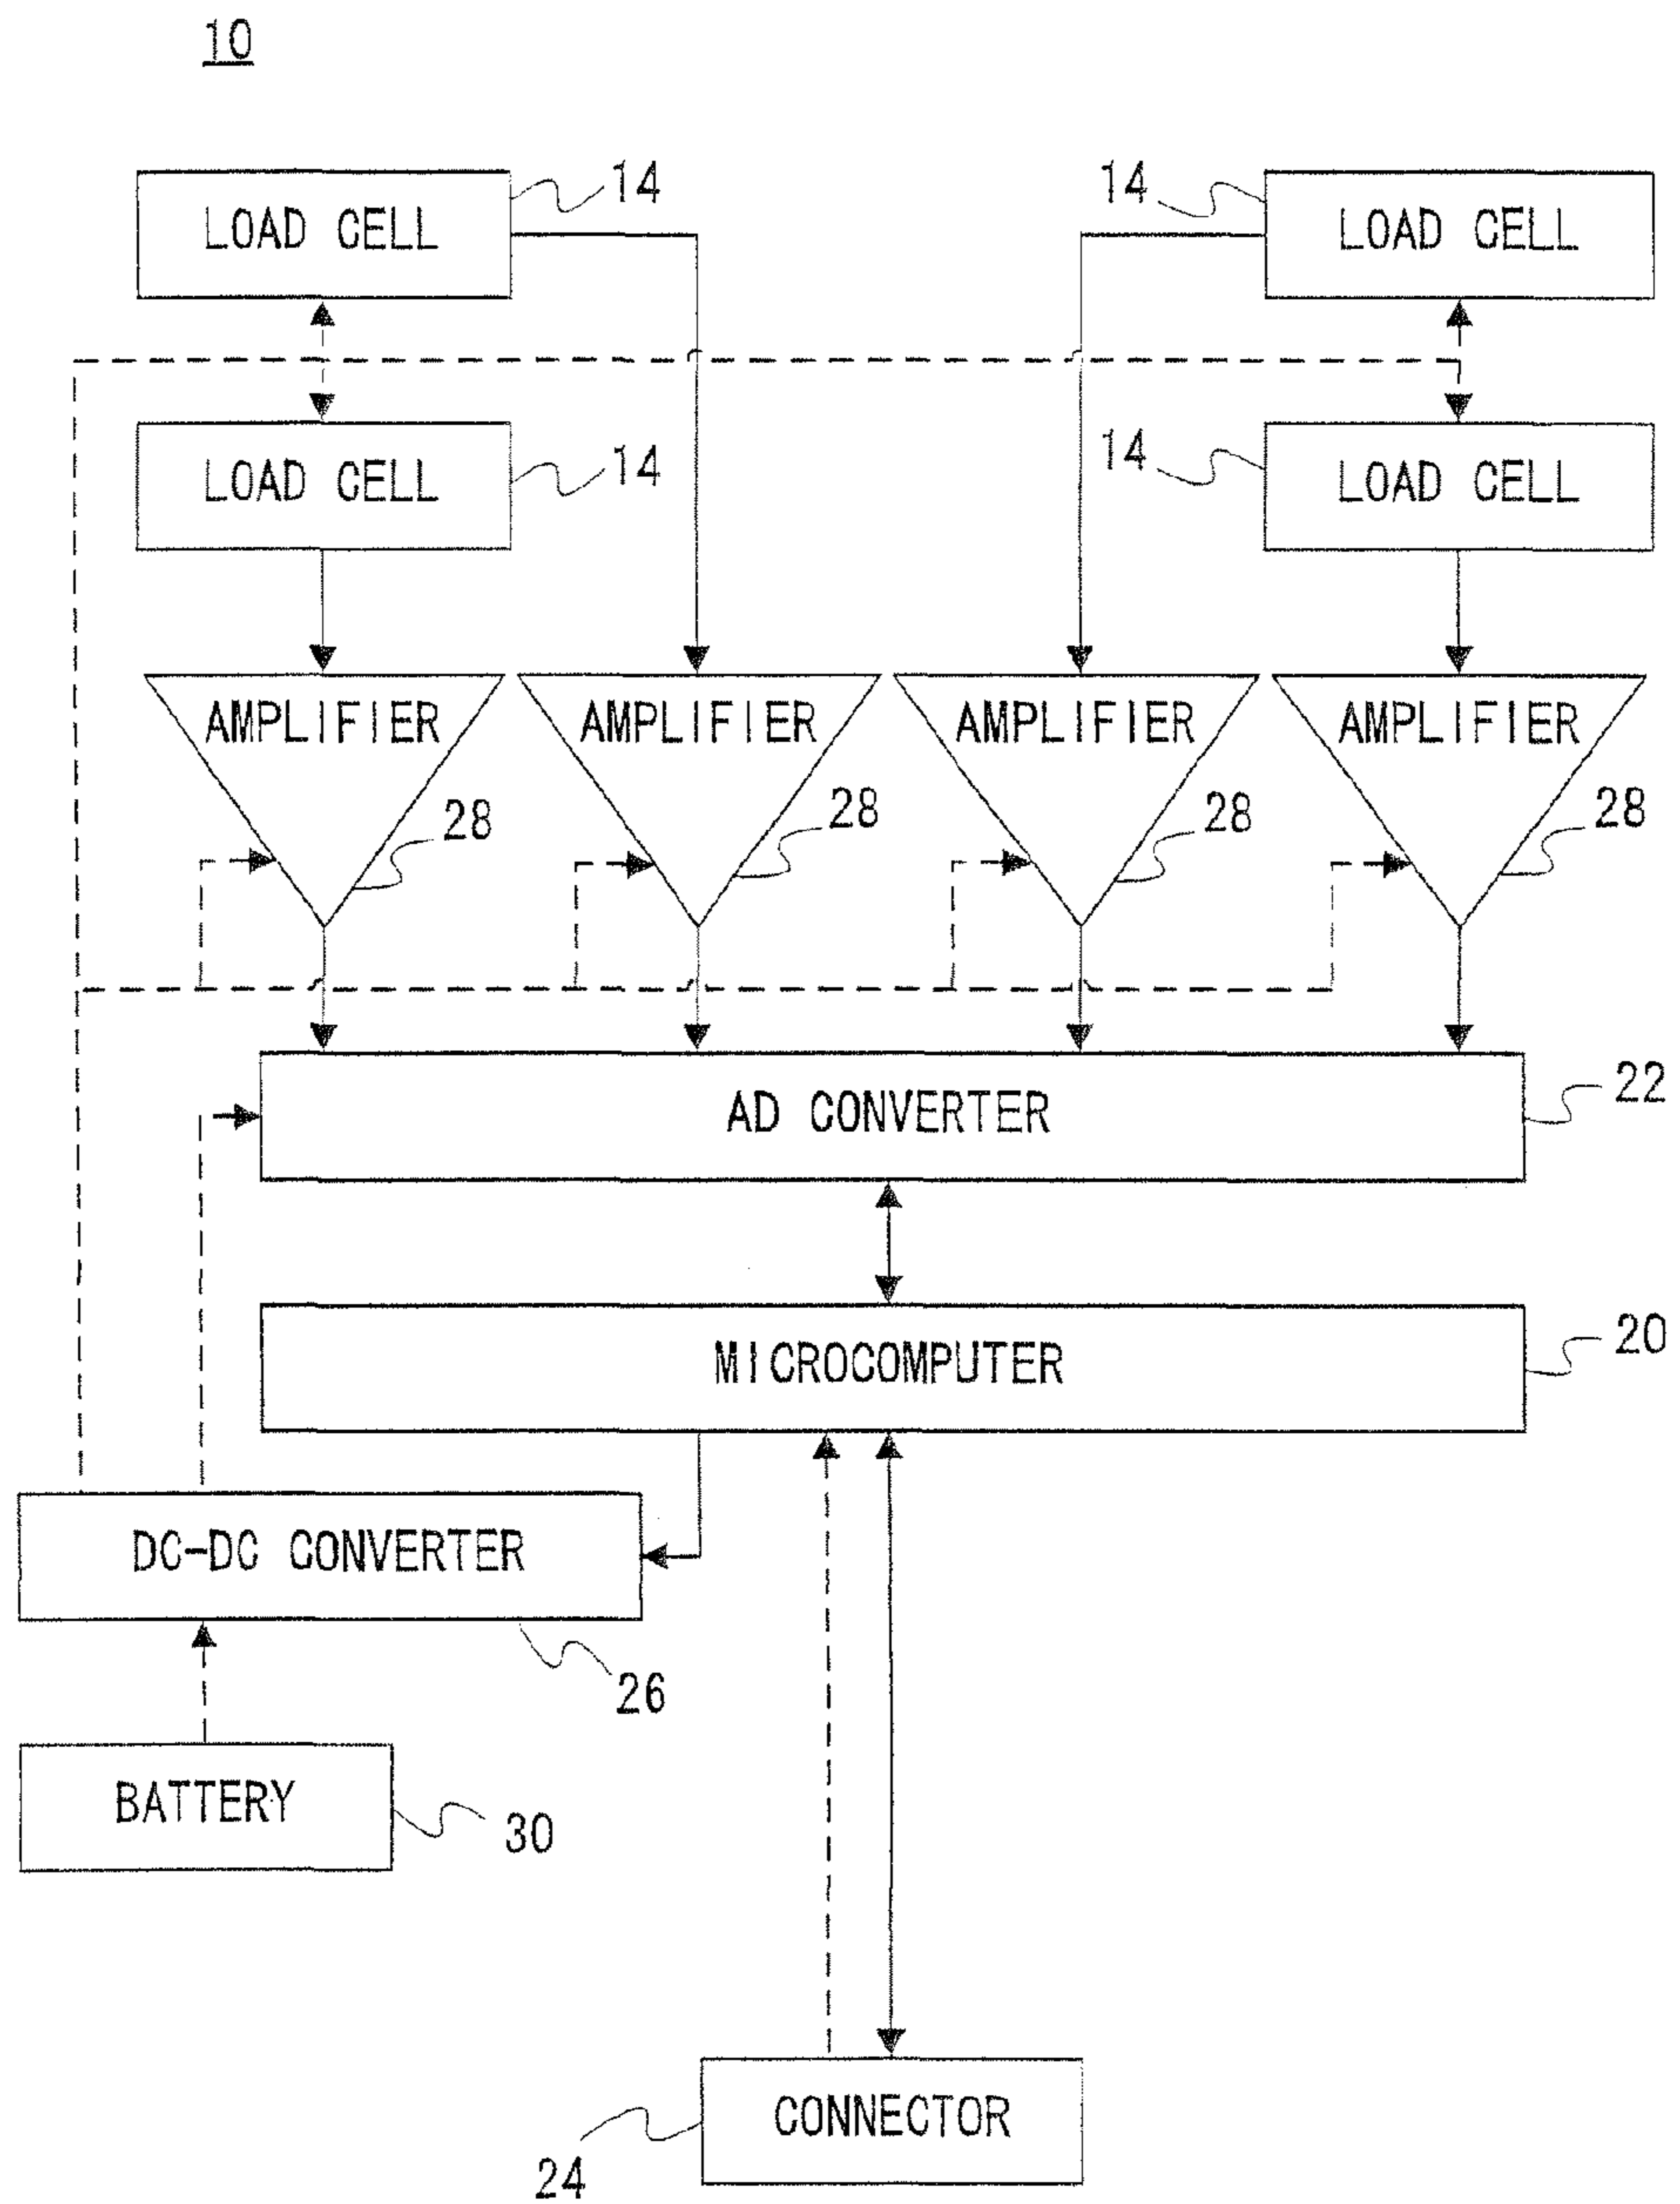 10
LOAD CELL 14
14 LOAD CELL
LOAD CELL 14
14 LOAD CELL
AMPLIFIER AMPLIFIER AMPLIFIER AMPLIFIER
28 28 28 28
AD CONVERTER 22
MICROCOMPUTER 20
DC-DC CONVERTER
26
BATTERY 30
CONNECTOR
24